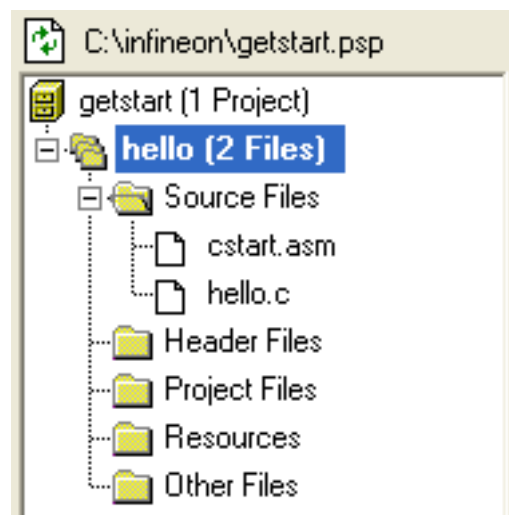 C:\infineon\getstart.psp
getstart (1 Project)
hello (2 Files)
Source Files
cstart.asm
hello.c
Header Files
Project Files
Resources
Other Files